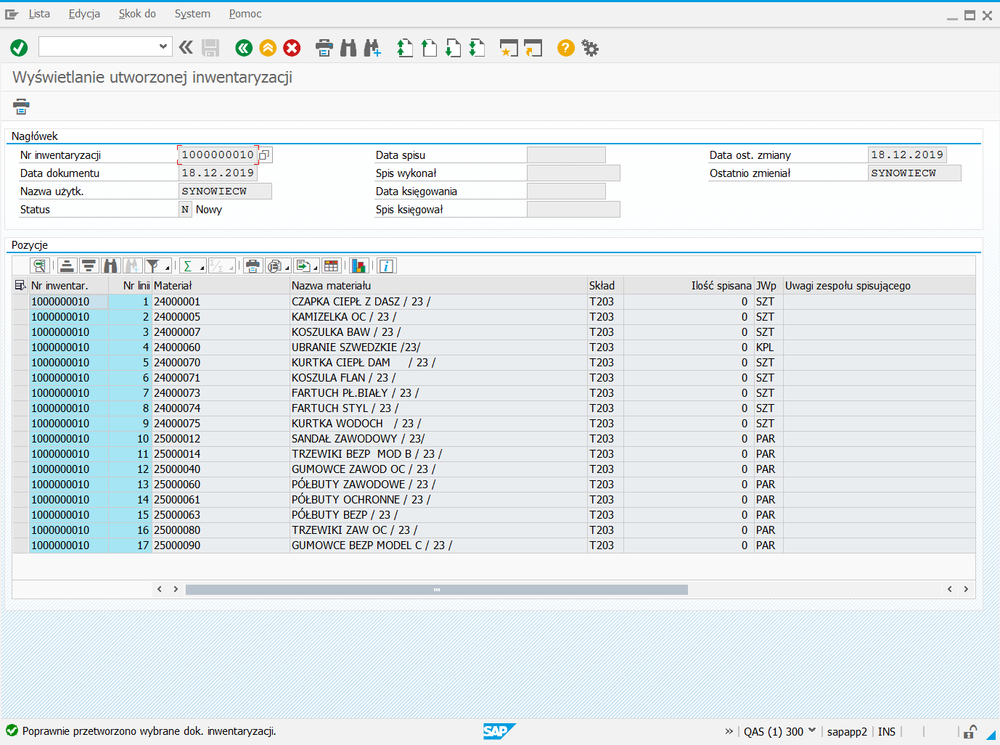 Lista Edycja Skok do System Pomoc
Wyświetlanie utworzonej inwentaryzacji
Nagłówek
Nr inwentaryzacji 1000000010 Data spisu Data ost. zmiany 18.12.2019
Data dokumentu 18.12.2019 Spis wykonał Ostatnio zmieniał SYNOWIECW
Nazwa użytk. SYNOWIECW Data księgowania
Status N Nowy Spis księgował
Pozycje
Nr inwentar. Nr linii Materiał Nazwa materiału Skład Ilość spisana JWp Uwagi zespołu spisującego
1000000010 1 24000001 CZAPKA CIEPŁ Z DASZ / 23 / T203 0 SZT
1000000010 2 24000005 KAMIZELKA OC / 23 / T203 0 SZT
1000000010 3 24000007 KOSZULKA BAW / 23 / T203 0 SZT
1000000010 4 24000060 UBRANIE SZWEDZKIE /23/ T203 0 KPL
1000000010 5 24000070 KURTKA CIEPŁ DAM / 23 / T203 0 SZT
1000000010 6 24000071 KOSZULA FLAN / 23 / T203 0 SZT
1000000010 7 24000073 FARTUCH PŁ.BIAŁY / 23 / T203 0 SZT
1000000010 8 24000074 FARTUCH STYL / 23 / T203 0 SZT
1000000010 9 24000075 KURTKA WODOCH / 23 / T203 0 SZT
1000000010 10 25000012 SANDAŁ ZAWODOWY / 23/ T203 0 PAR
1000000010 11 25000014 TRZEWIKI BEZP MOD B / 23 / T203 0 PAR
1000000010 12 25000040 GUMOWCE ZAWOD OC / 23 / T203 0 PAR
1000000010 13 25000060 PÓŁBUTY ZAWODOWE / 23 / T203 0 PAR
1000000010 14 25000061 PÓŁBUTY OCHRONNE / 23 / T203 0 PAR
1000000010 15 25000063 PÓŁBUTY BEZP / 23 / T203 0 PAR
1000000010 16 25000080 TRZEWIKI ZAW OC / 23 / T203 0 PAR
1000000010 17 25000090 GUMOWCE BEZP MODEL C / 23 / T203 0 PAR
Poprawnie przetworzono wybrane dok. inwentaryzacji. SAP » QAS (1) 300 sapapp2 INS